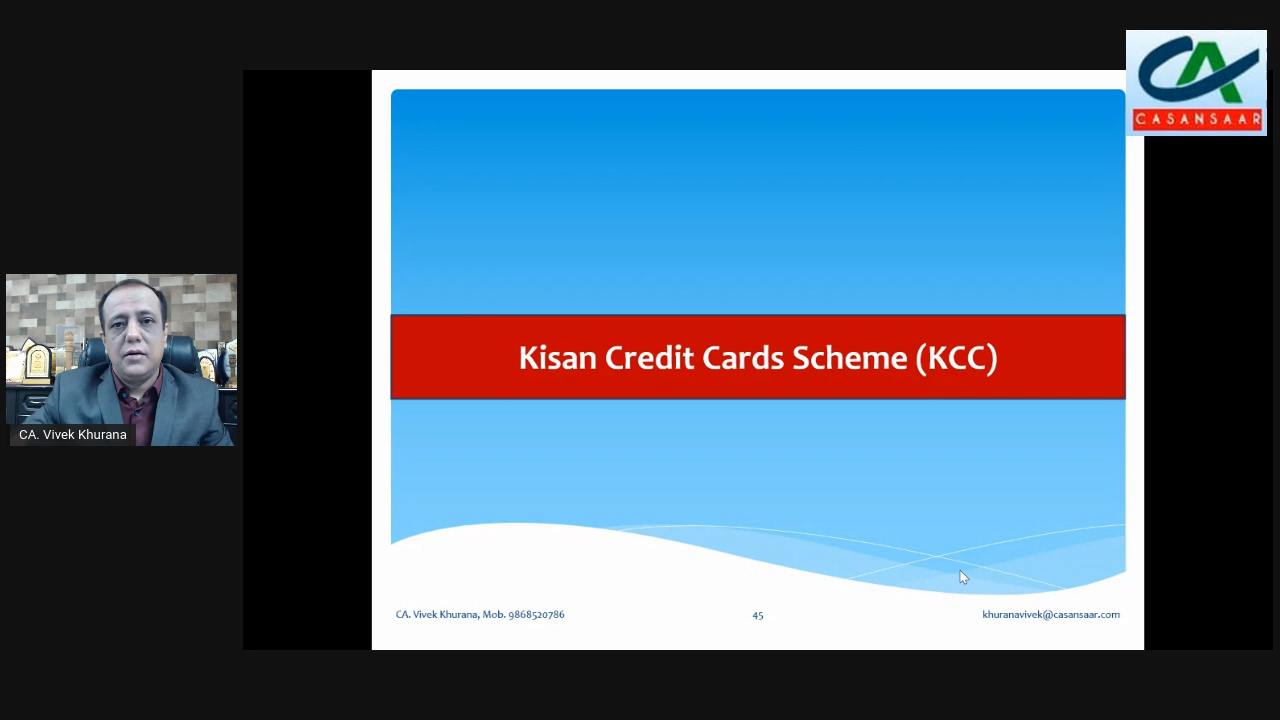 CASANSAAR
Kisan Credit Cards Scheme (KCC)
CA. Vivek Khurana
CA. Vivek Khurana, Mob. 9868520786
45
khuranavivek@casansaar.com